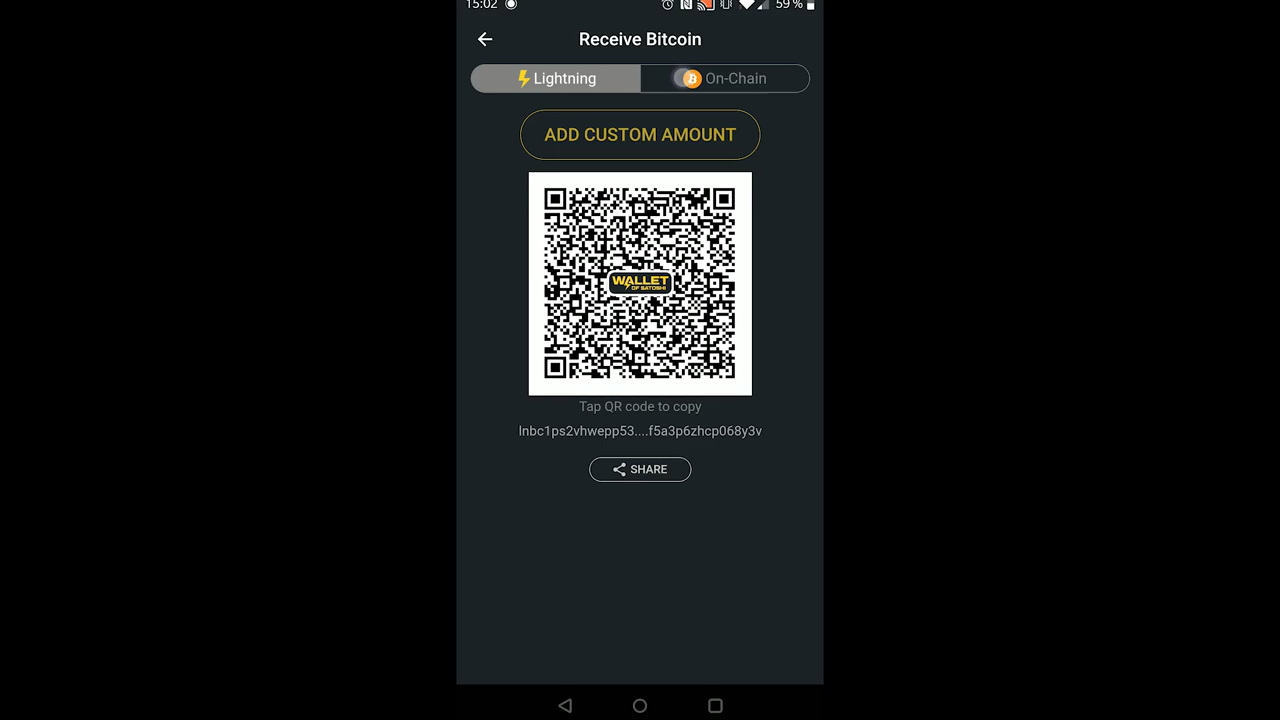 15:02
59 %
Receive Bitcoin
Lightning
On-Chain
ADD CUSTOM AMOUNT
WALLET
OF SATOSHI
Tap QR code to copy
lnbc1ps2vhwepp53....f5a3p6zhcp068y3v
SHARE